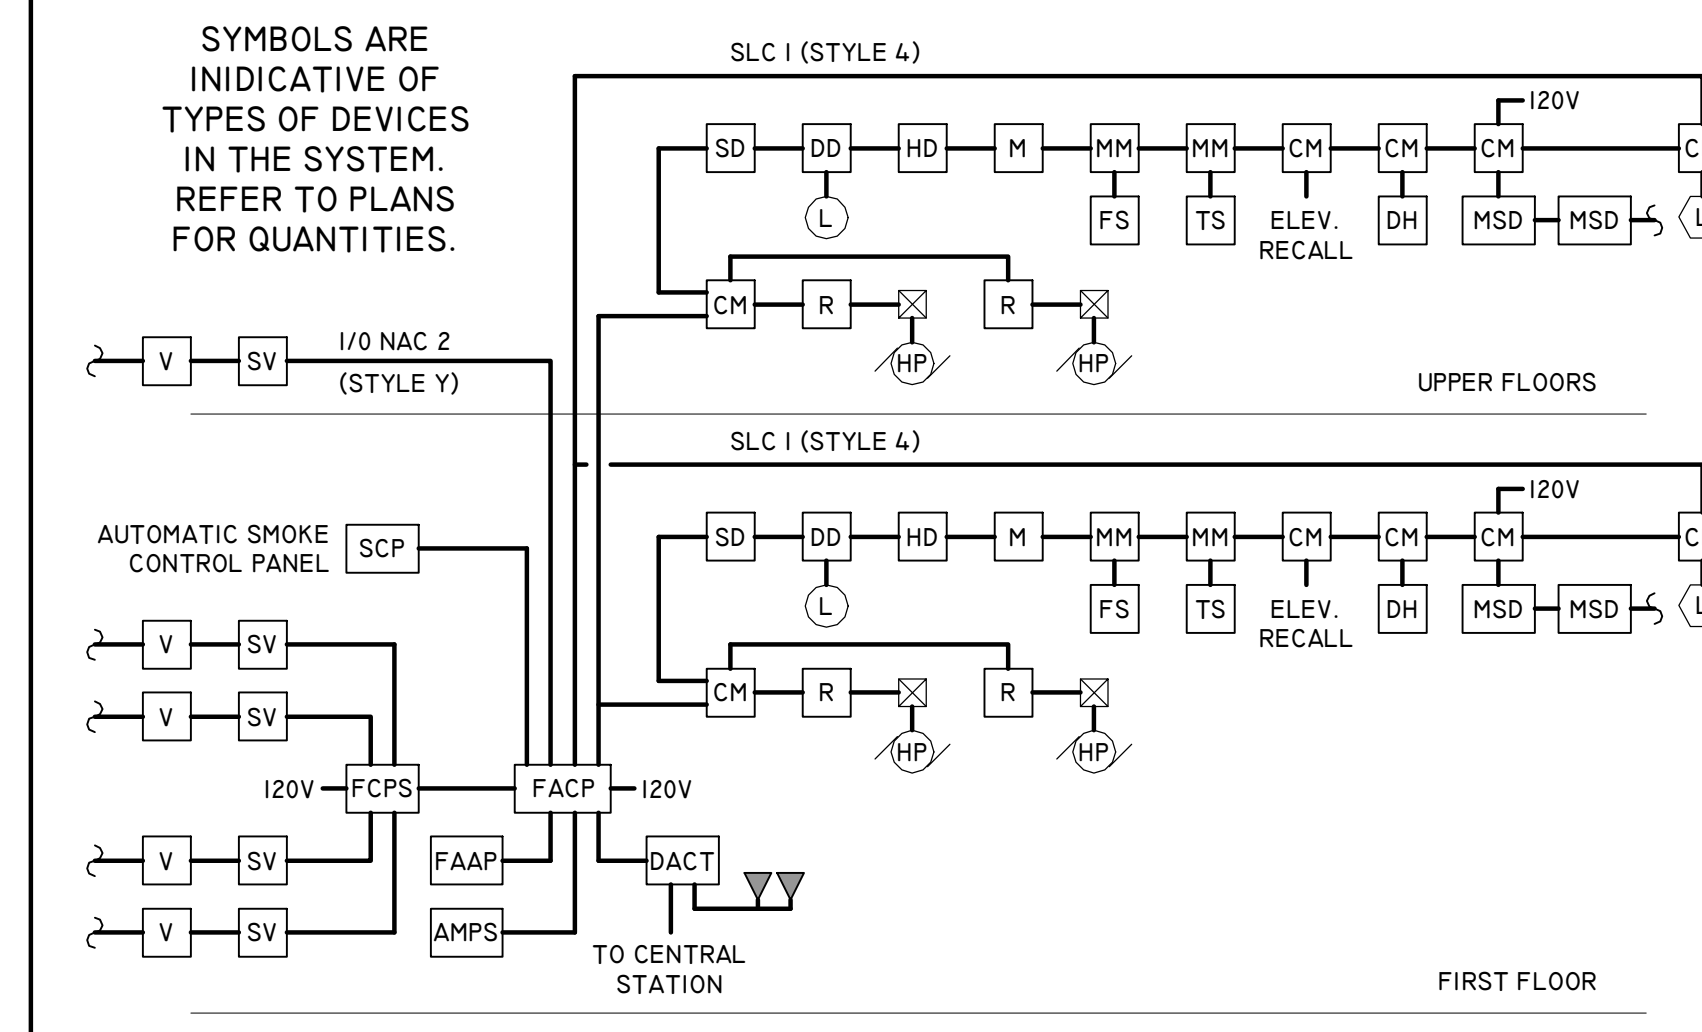 SYMBOLS ARE
INIDICATIVE OF
TYPES OF DEVICES
IN THE SYSTEM.
REFER TO PLANS
FOR QUANTITIES.
SLC 1 (STYLE 4)
120V
SD DD HD M MM MM CM CM CM C
L FS TS ELEV. DH MSD MSD L
RECALL
CM R R
HP HP
1/0 NAC 2
V SV
(STYLE Y)
UPPER FLOORS
SLC 1 (STYLE 4)
120V
SD DD HD M MM MM CM CM CM C
L FS TS ELEV. DH MSD MSD L
RECALL
CM R R
HP HP
AUTOMATIC SMOKE
CONTROL PANEL
SCP
V SV
V SV
120V FCPS FACP 120V
V SV FAAP DACT
V SV AMPS
TO CENTRAL
STATION
FIRST FLOOR